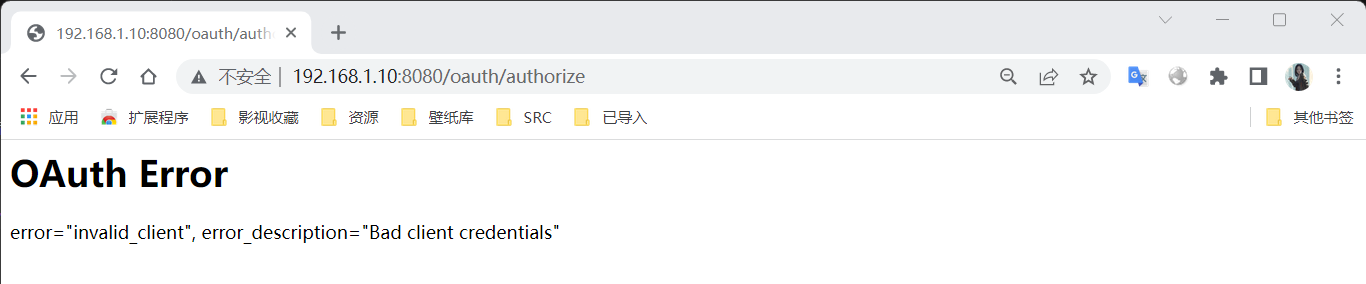 192.168.1.10:8080/oauth/auth
不安全 | 192.168.1.10:8080/oauth/authorize
应用 扩展程序 影视收藏 资源 壁纸库 SRC 已导入 其他书签
OAuth Error
error="invalid_client", error_description="Bad client credentials"